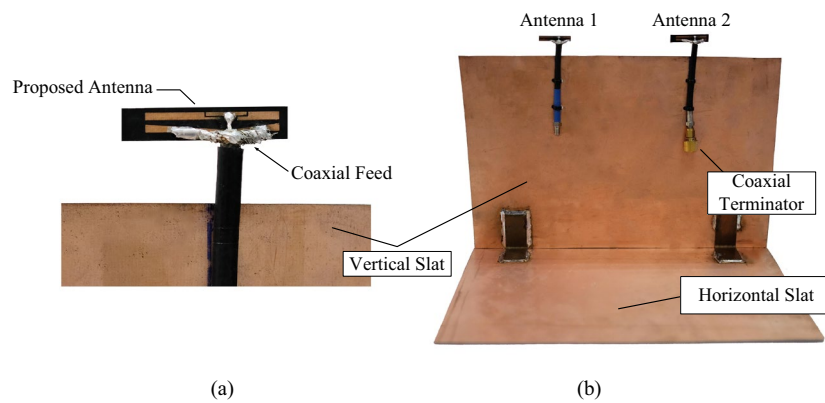 Antenna 1
Antenna 2
Proposed Antenna
Coaxial Feed
Coaxial
Terminator
Vertical Slat
Horizontal Slat
(a)
(b)